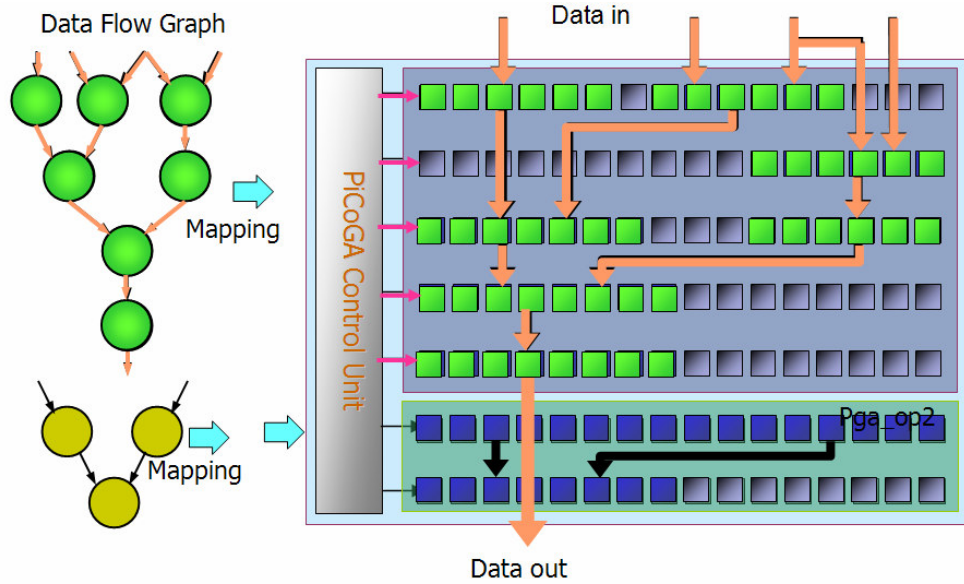 Data Flow Graph
Data in
Mapping
PiCoGA Control Unit
Pga_op2
Mapping
Data out